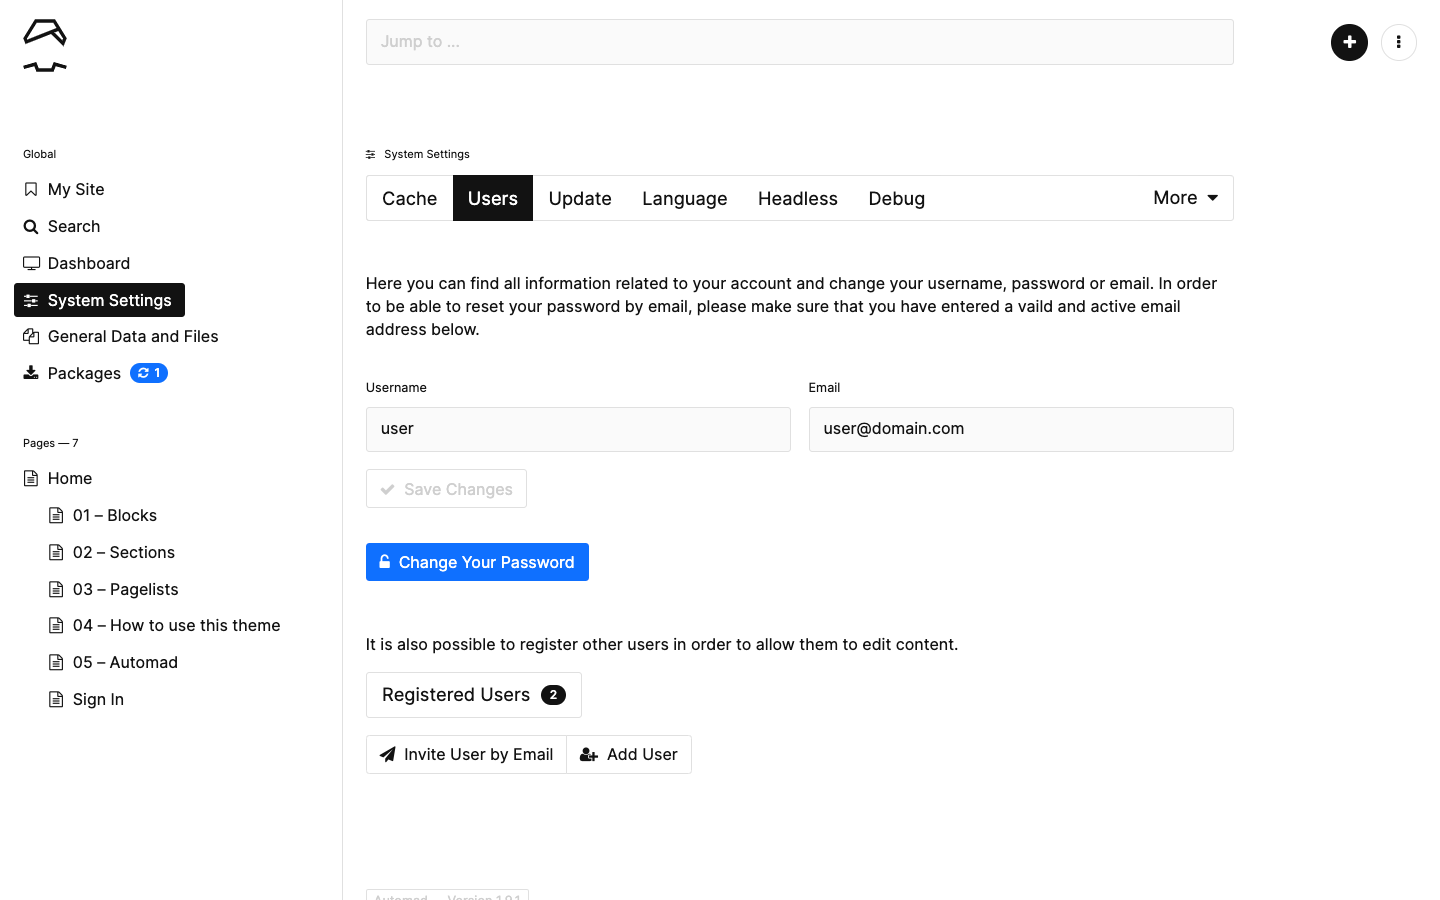 Jump to ...
Global
My Site
Search
Dashboard
System Settings
General Data and Files
Packages 1
Pages — 7
Home
01 – Blocks
02 – Sections
03 – Pagelists
04 – How to use this theme
05 – Automad
Sign In
System Settings
Cache Users Update Language Headless Debug More
Here you can find all information related to your account and change your username, password or email. In order
to be able to reset your password by email, please make sure that you have entered a vaild and active email
address below.
Username Email
user user@domain.com
Save Changes
Change Your Password
It is also possible to register other users in order to allow them to edit content.
Registered Users 2
Invite User by Email Add User
Automad — Version 1.9.1